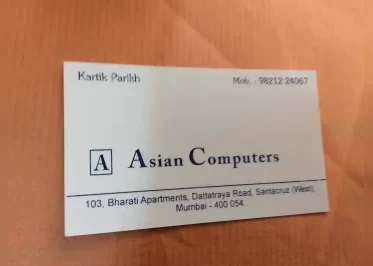 Kartik Parikh Mob. : 98212 24067
A Asian Computers
103, Bharati Apartments, Dattatraya Road, Santacruz (West),
Mumbai - 400 054.